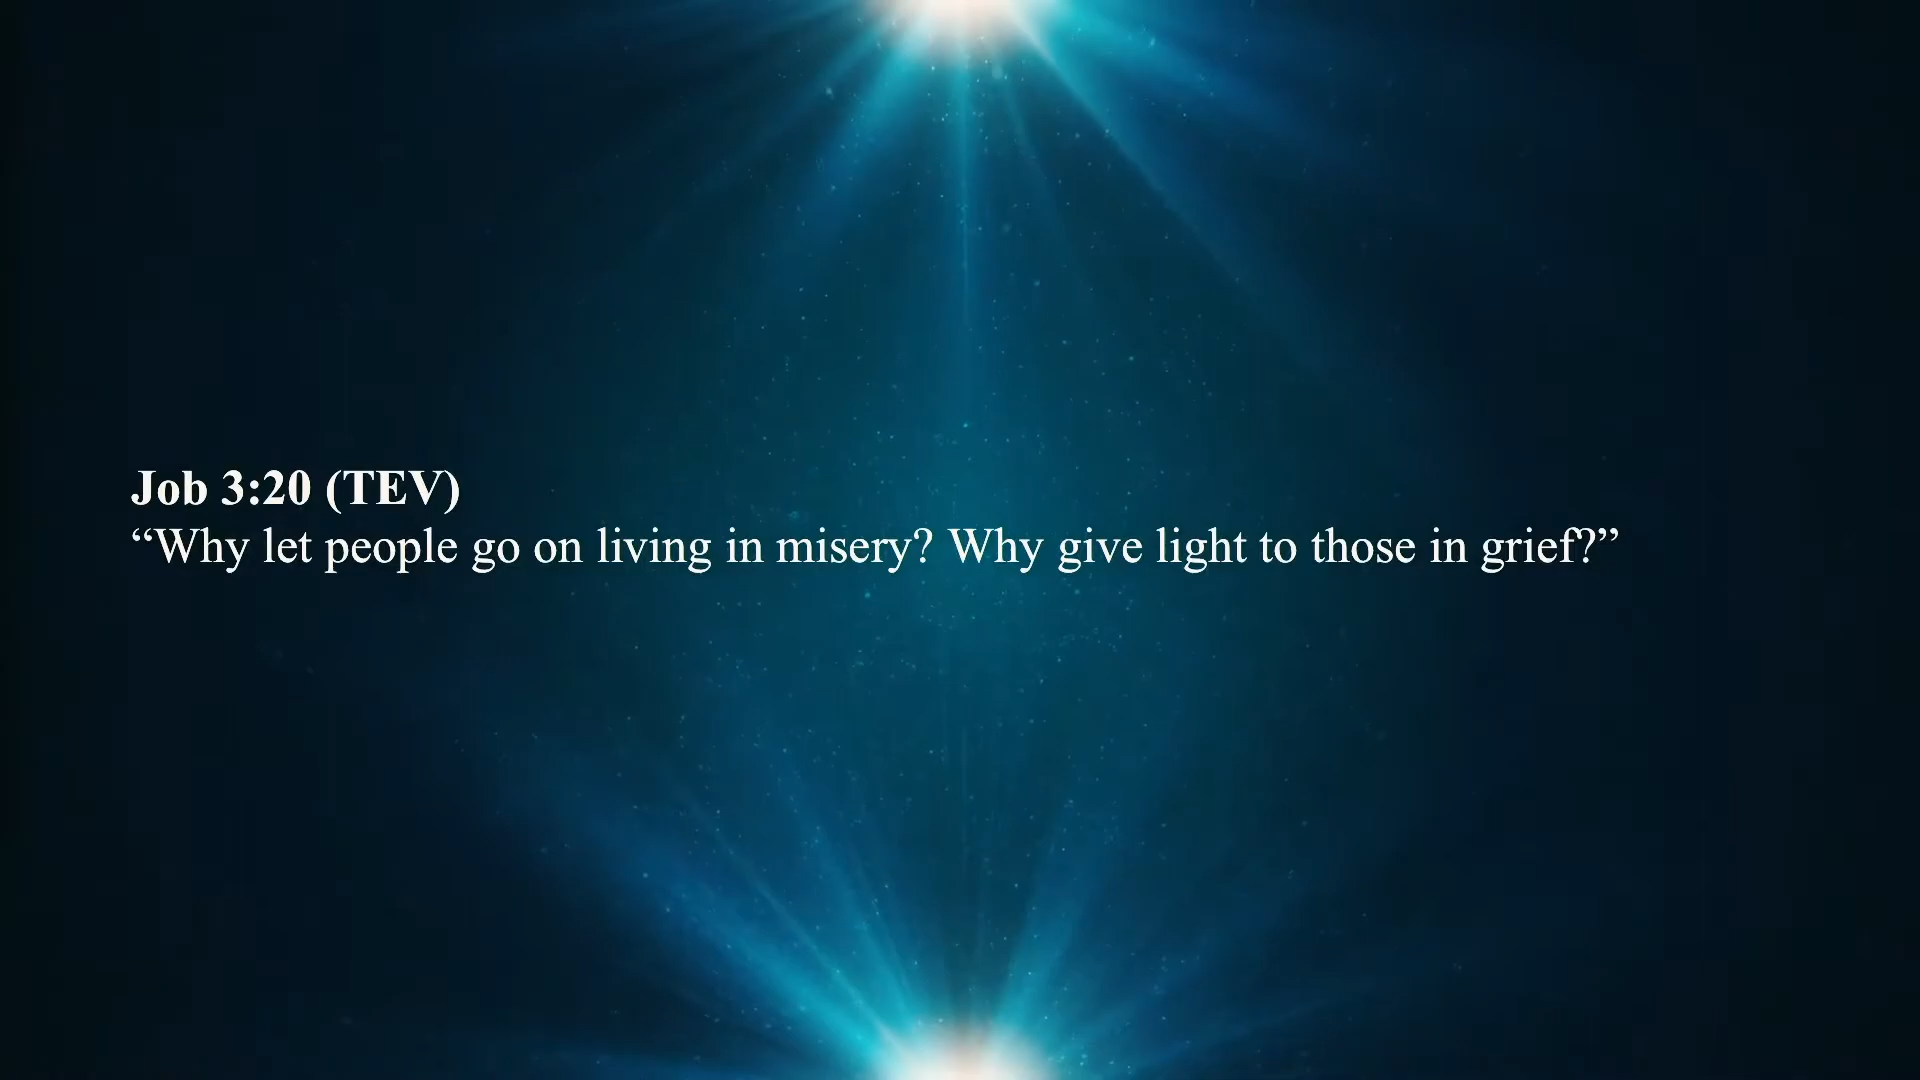 Job 3:20 (TEV)
“Why let people go on living in misery? Why give light to those in grief?”